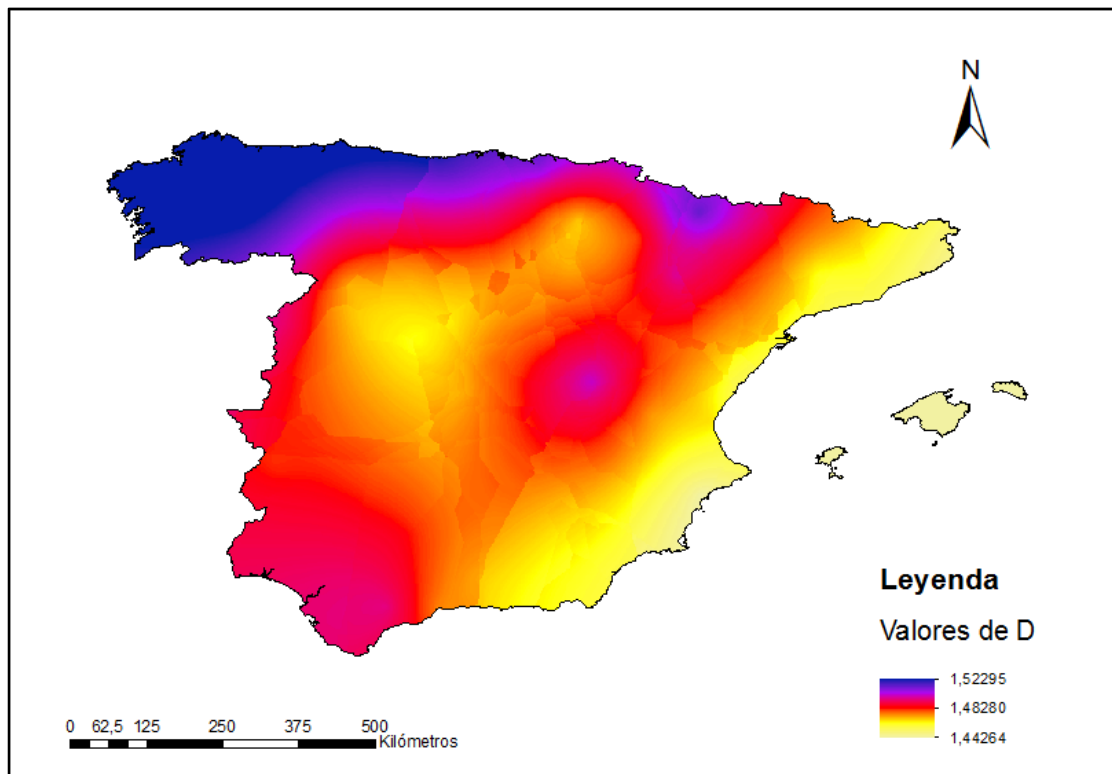 N
Leyenda
Valores de D
1,52295
1,48280
1,44264
0 62,5 125 250 375 500
Kilómetros